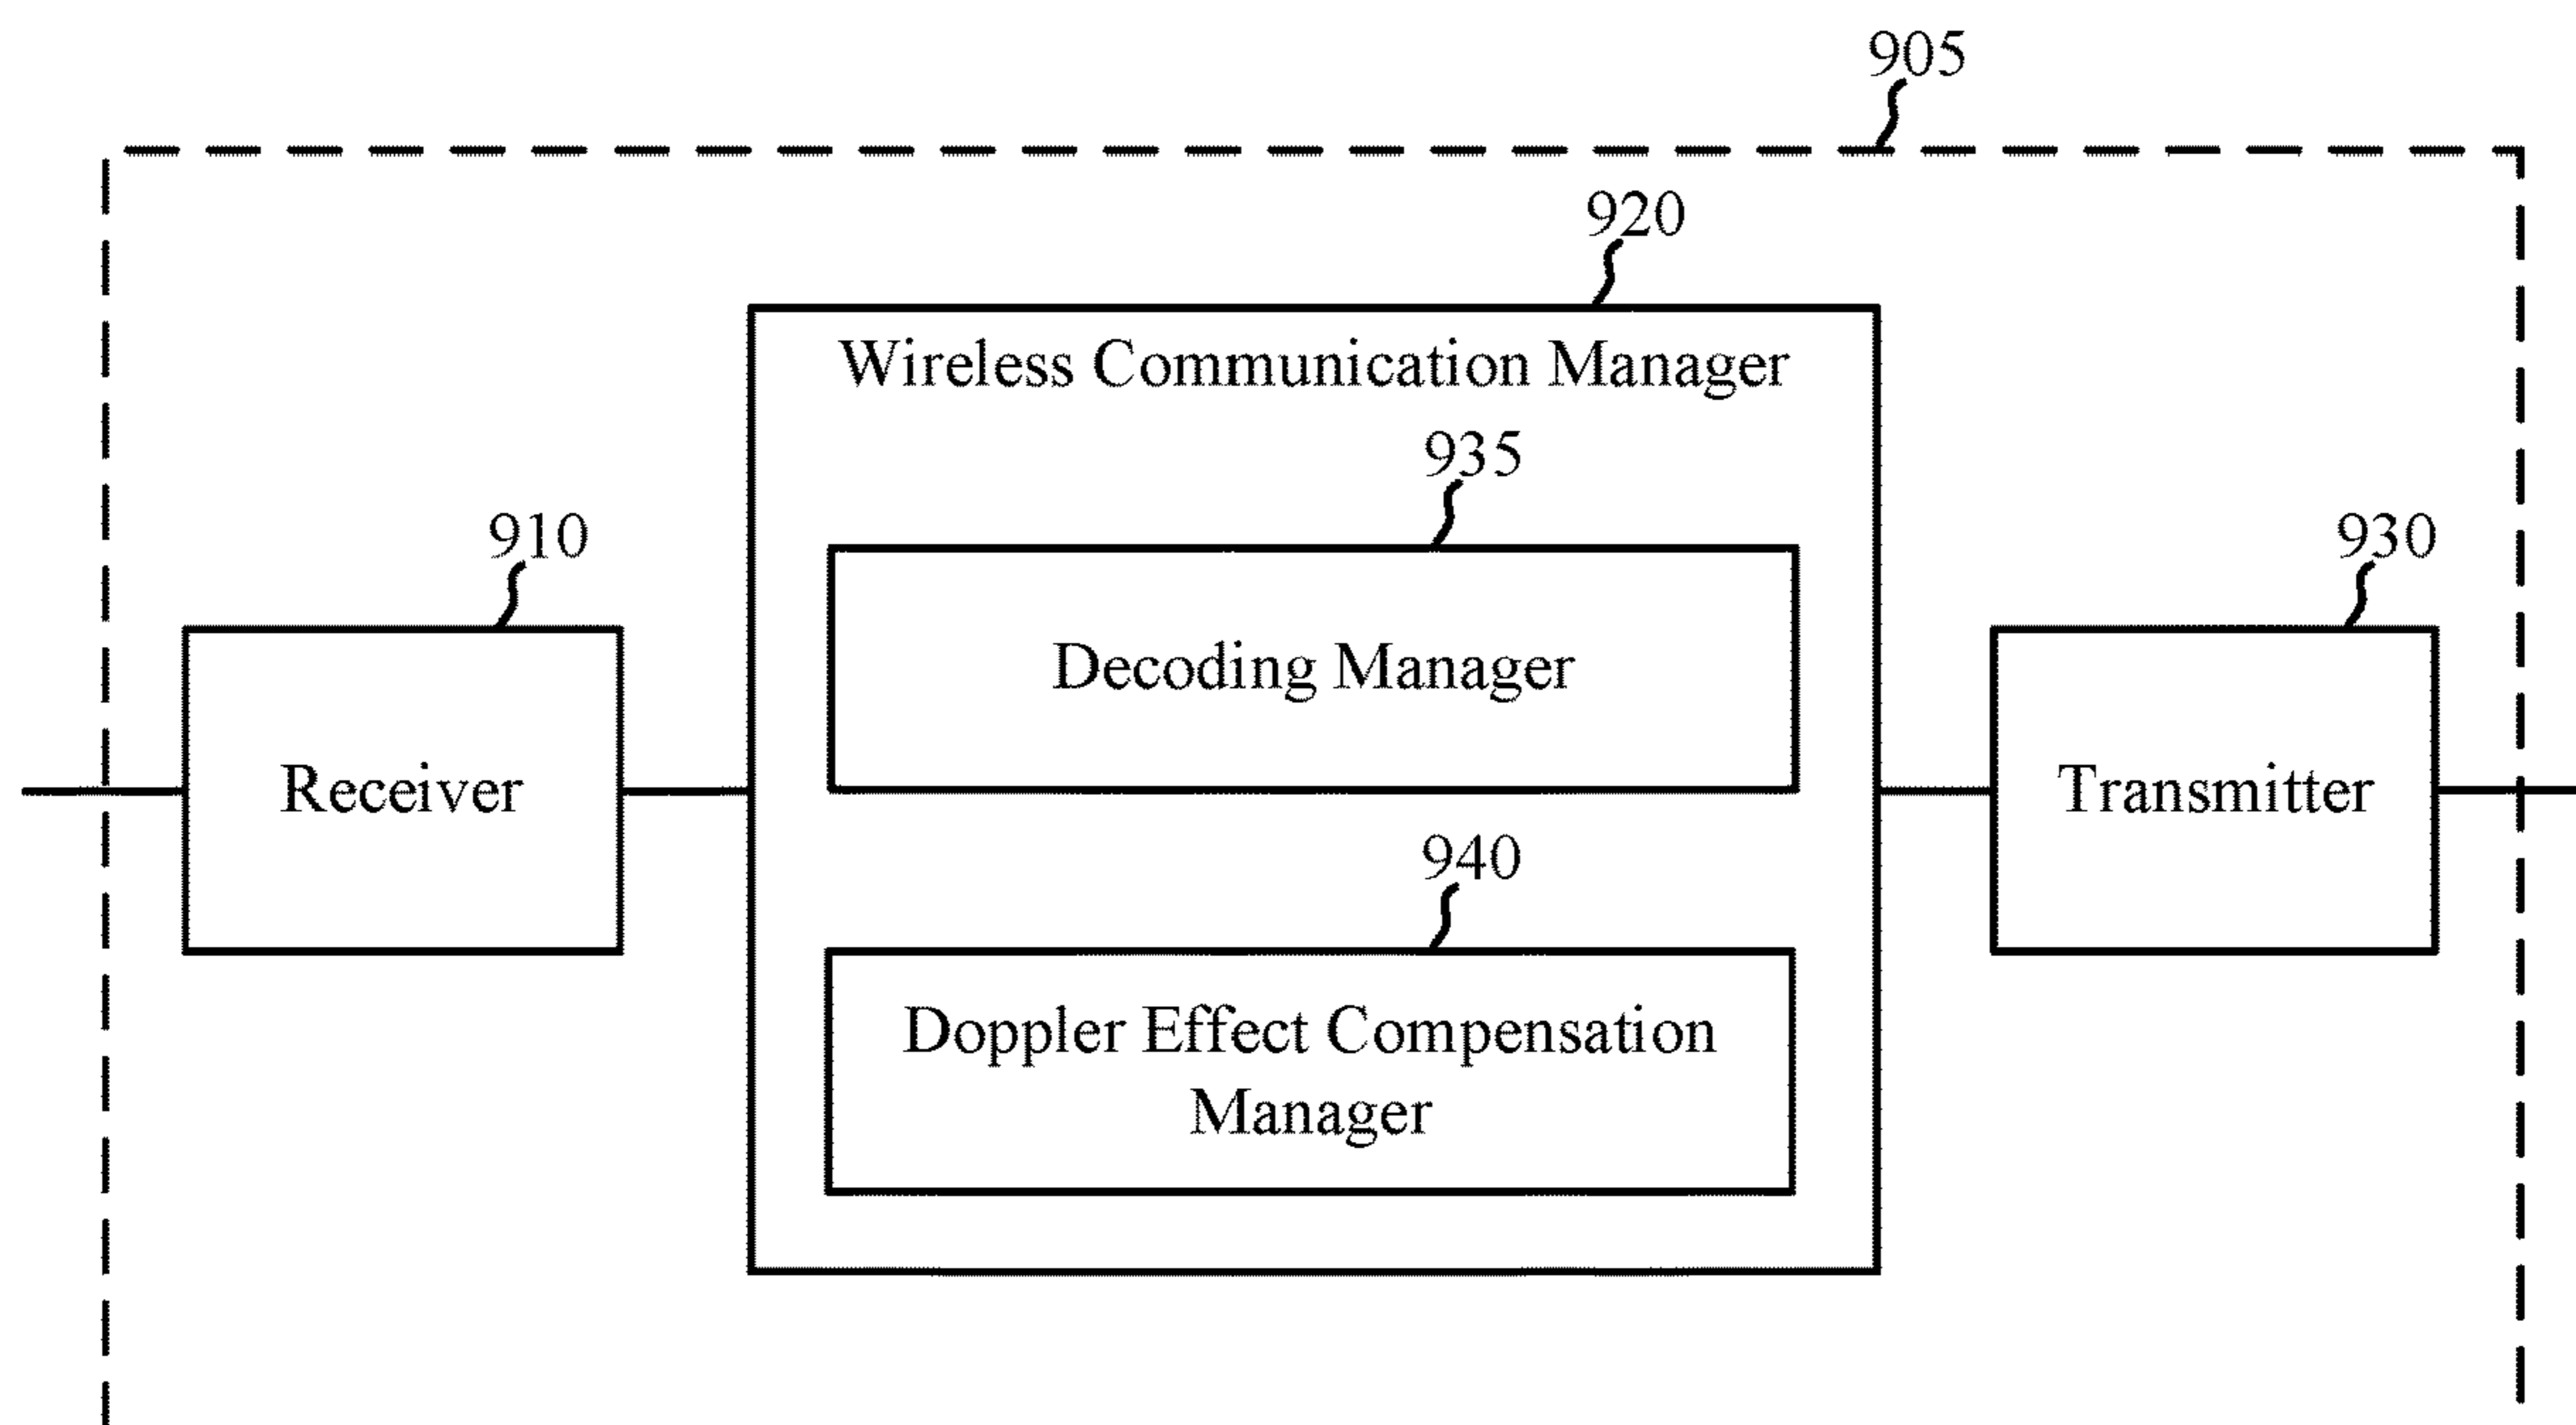 905
920
Wireless Communication Manager
935
910
930
Decoding Manager
Receiver
Transmitter
940
Doppler Effect Compensation
Manager